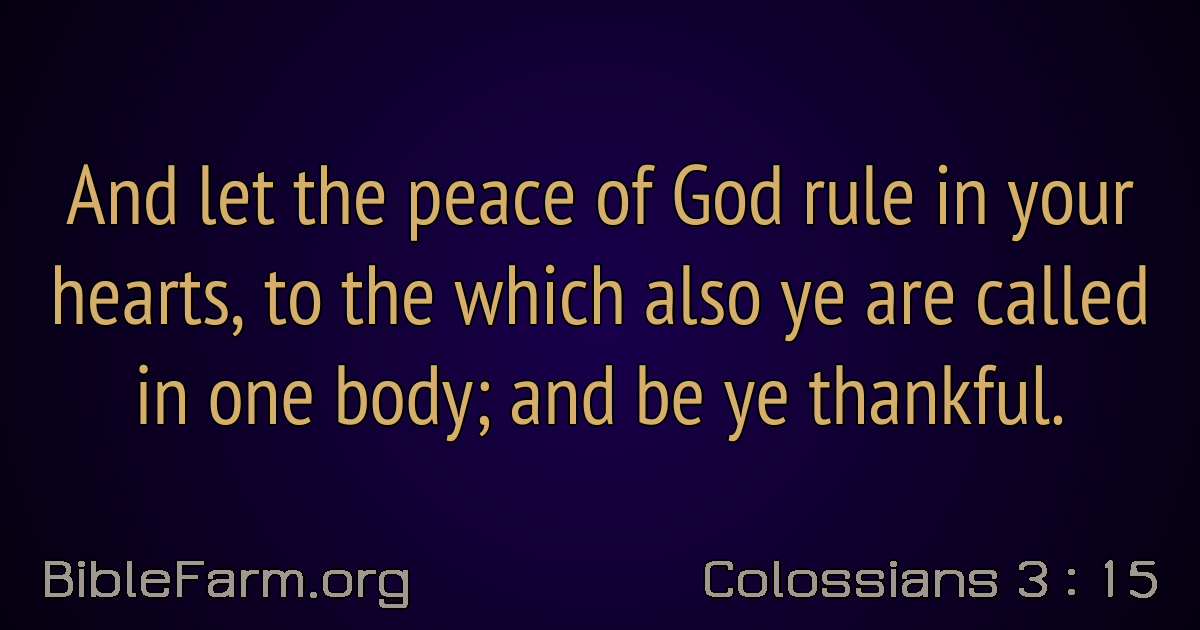 And let the peace of God rule in your
hearts, to the which also ye are called
in one body; and be ye thankful.
BibleFarm.org
Colossians 3 : 15